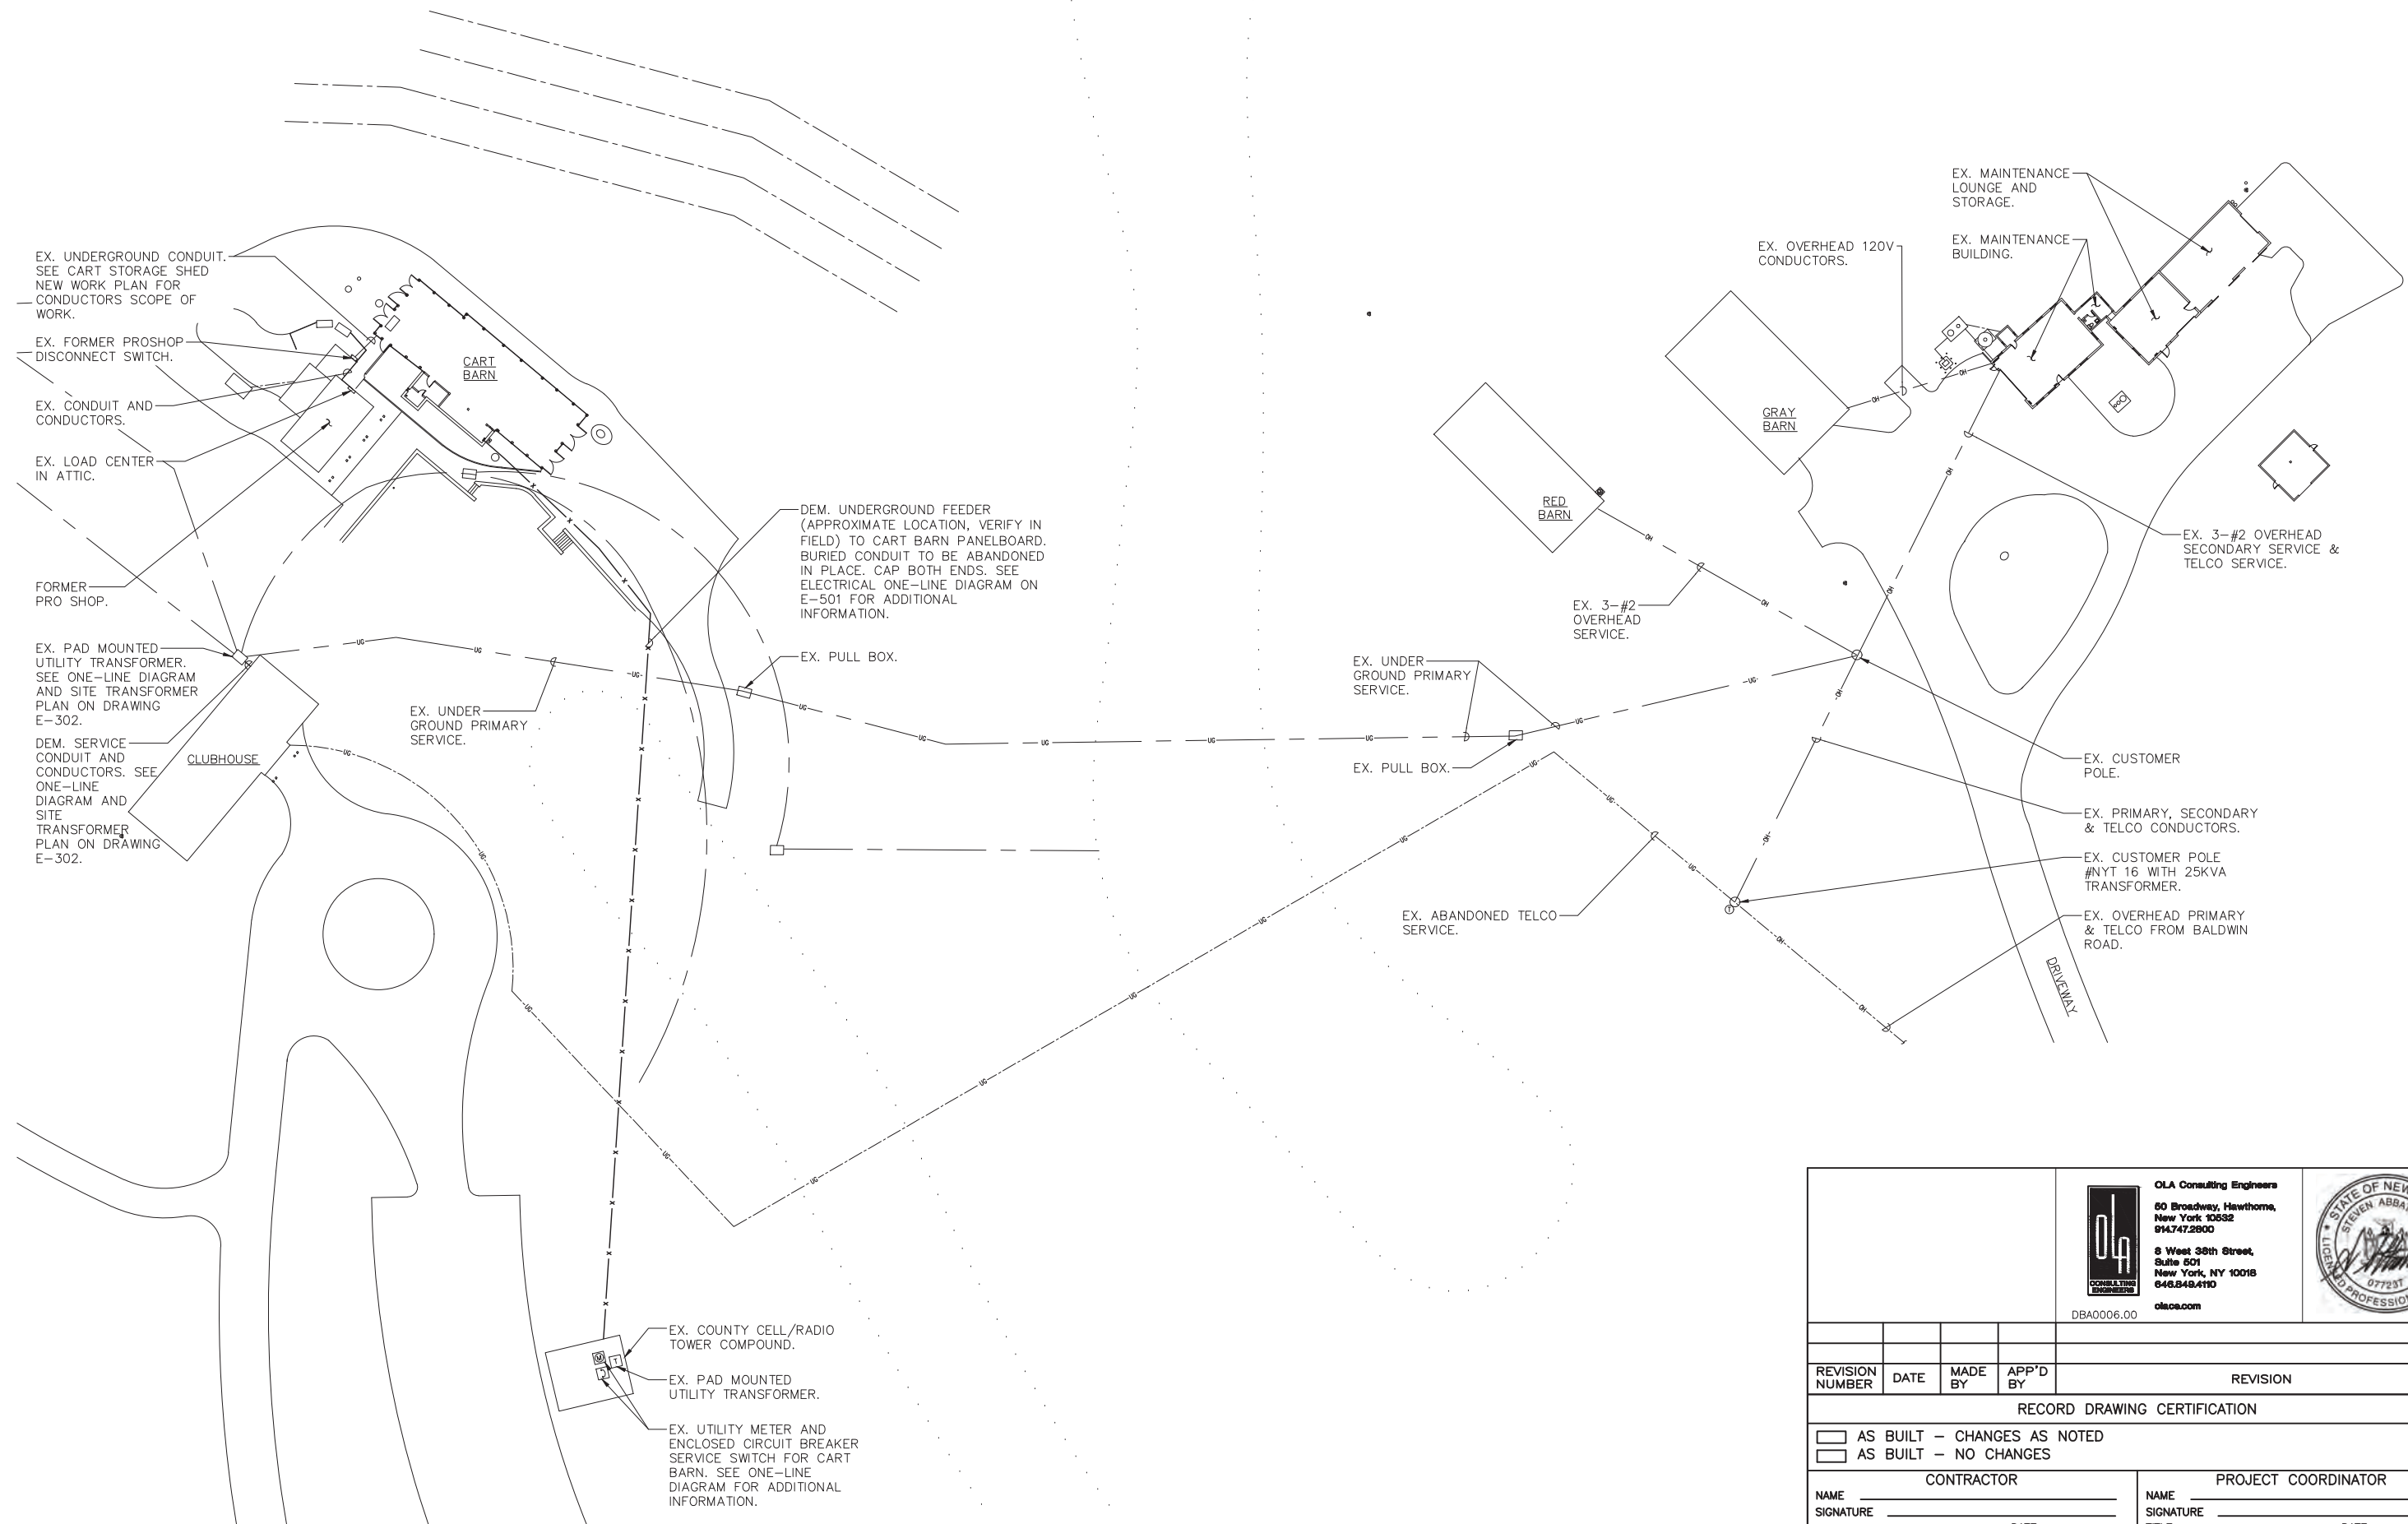 EX. UNDERGROUND CONDUIT.
SEE CART STORAGE SHED
NEW WORK PLAN FOR
CONDUCTORS SCOPE OF
WORK.
EX. FORMER PROSHOP
DISCONNECT SWITCH.
EX. CONDUIT AND
CONDUCTORS.
EX. LOAD CENTER
IN ATTIC.
FORMER
PRO SHOP.
EX. PAD MOUNTED
UTILITY TRANSFORMER.
SEE ONE-LINE DIAGRAM
AND SITE TRANSFORMER
PLAN ON DRAWING
E-302.
DEM. SERVICE
CONDUIT AND
CONDUCTORS. SEE
ONE-LINE
DIAGRAM AND
SITE
TRANSFORMER
PLAN ON DRAWING
E-302.
CART
BARN
CLUBHOUSE
EX. UNDER
GROUND PRIMARY
SERVICE.
DEM. UNDERGROUND FEEDER
(APPROXIMATE LOCATION, VERIFY IN
FIELD) TO CART BARN PANELBOARD.
BURIED CONDUIT TO BE ABANDONED
IN PLACE. CAP BOTH ENDS. SEE
ELECTRICAL ONE-LINE DIAGRAM ON
E-501 FOR ADDITIONAL
INFORMATION.
EX. PULL BOX.
EX. COUNTY CELL/RADIO
TOWER COMPOUND.
EX. PAD MOUNTED
UTILITY TRANSFORMER.
EX. UTILITY METER AND
ENCLOSED CIRCUIT BREAKER
SERVICE SWITCH FOR CART
BARN. SEE ONE-LINE
DIAGRAM FOR ADDITIONAL
INFORMATION.
EX. MAINTENANCE
LOUNGE AND
STORAGE.
EX. OVERHEAD 120V
CONDUCTORS.
EX. MAINTENANCE
BUILDING.
GRAY
BARN
RED
BARN
EX. 3-#2 OVERHEAD
SECONDARY SERVICE &
TELCO SERVICE.
EX. 3-#2
OVERHEAD
SERVICE.
EX. UNDER
GROUND PRIMARY
SERVICE.
EX. PULL BOX.
EX. CUSTOMER
POLE.
EX. PRIMARY, SECONDARY
& TELCO CONDUCTORS.
EX. CUSTOMER POLE
#NYT 16 WITH 25KVA
TRANSFORMER.
EX. ABANDONED TELCO
SERVICE.
EX. OVERHEAD PRIMARY
& TELCO FROM BALDWIN
ROAD.
DRIVEWAY
OLA
CONSULTING
ENGINEERS
DBA0006.00
OLA Consulting Engineers
50 Broadway, Hawthorne,
New York 10532
914.747.2800
8 West 38th Street,
Suite 501
New York, NY 10018
646.849.4110
olace.com
STATE OF NEW
STEVEN ABBA
LICENSED PROFESSION
077237
REVISION NUMBER DATE MADE BY APP'D BY REVISION
RECORD DRAWING CERTIFICATION
AS BUILT - CHANGES AS NOTED
AS BUILT - NO CHANGES
CONTRACTOR PROJECT COORDINATOR
NAME NAME
SIGNATURE SIGNATURE